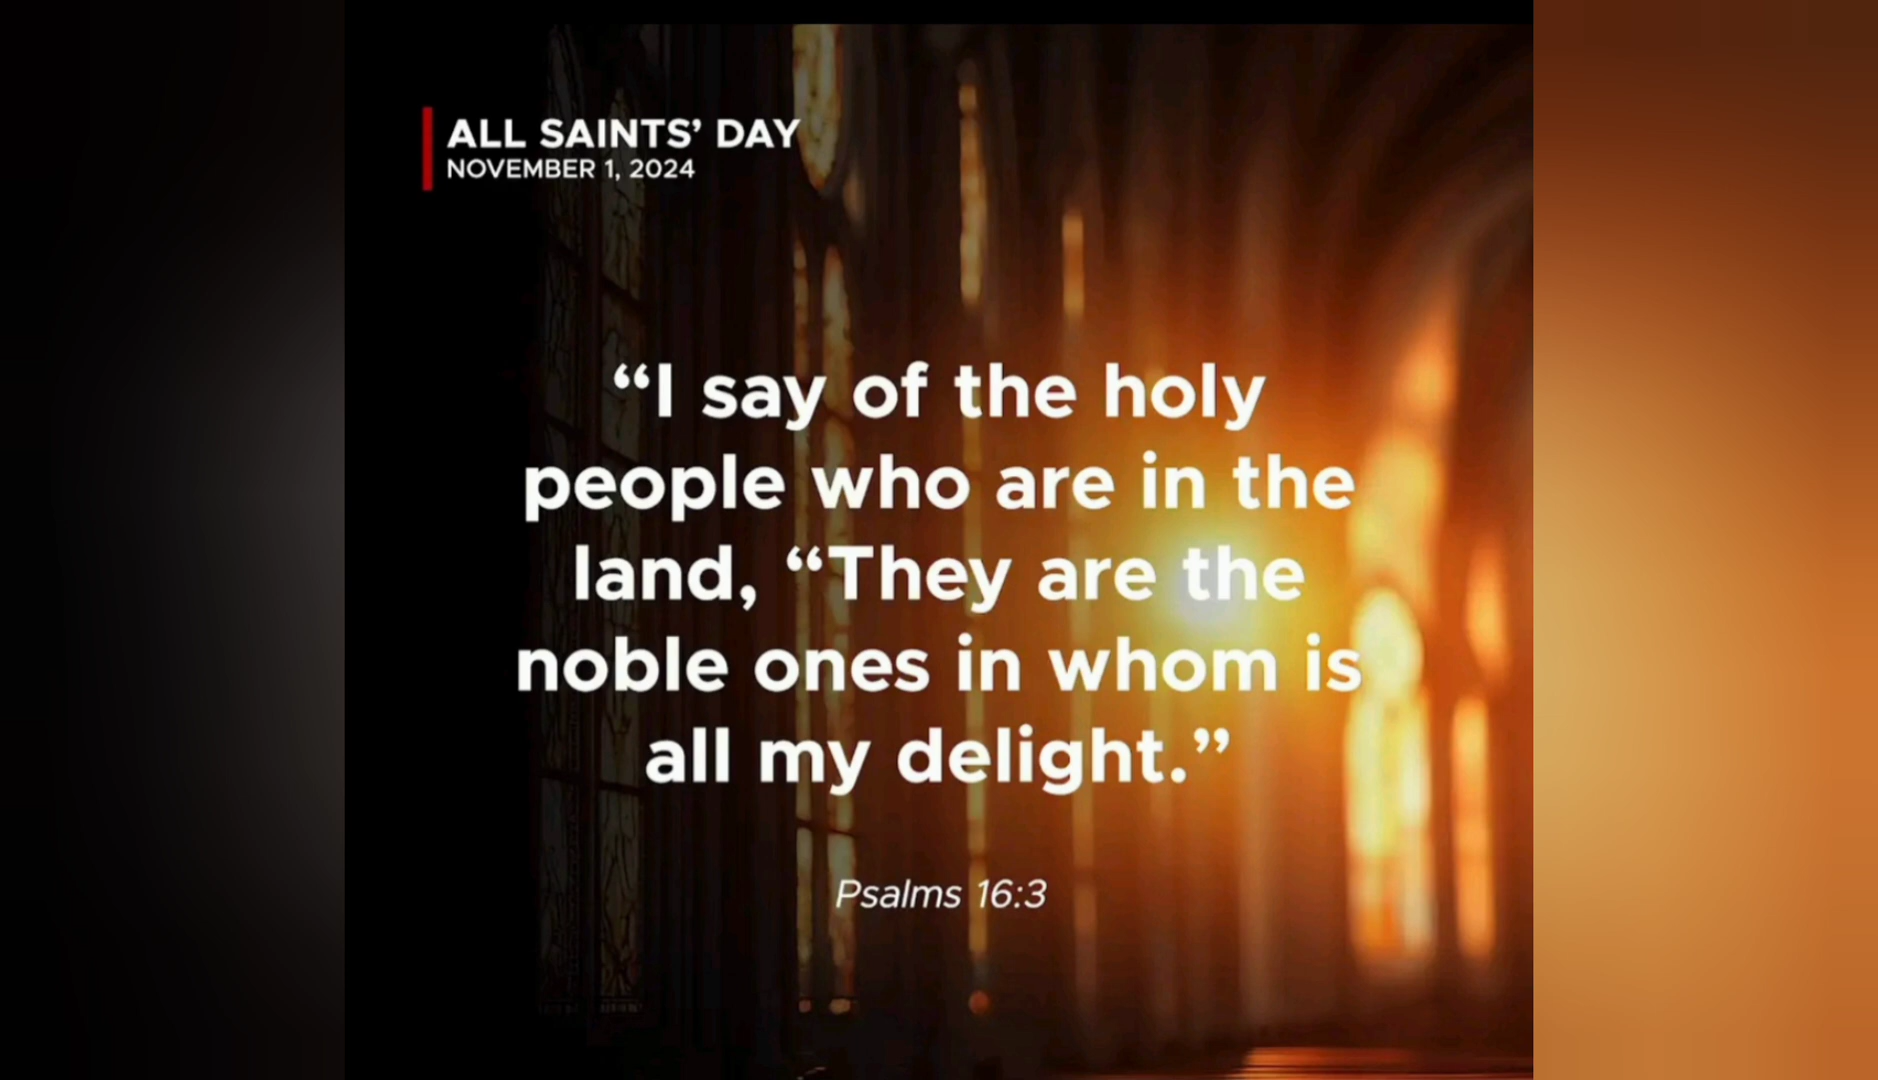 ALL SAINTS’ DAY
NOVEMBER 1, 2024
“I say of the holy
people who are in the
land, “They are the
noble ones in whom is
all my delight.”
Psalms 16:3